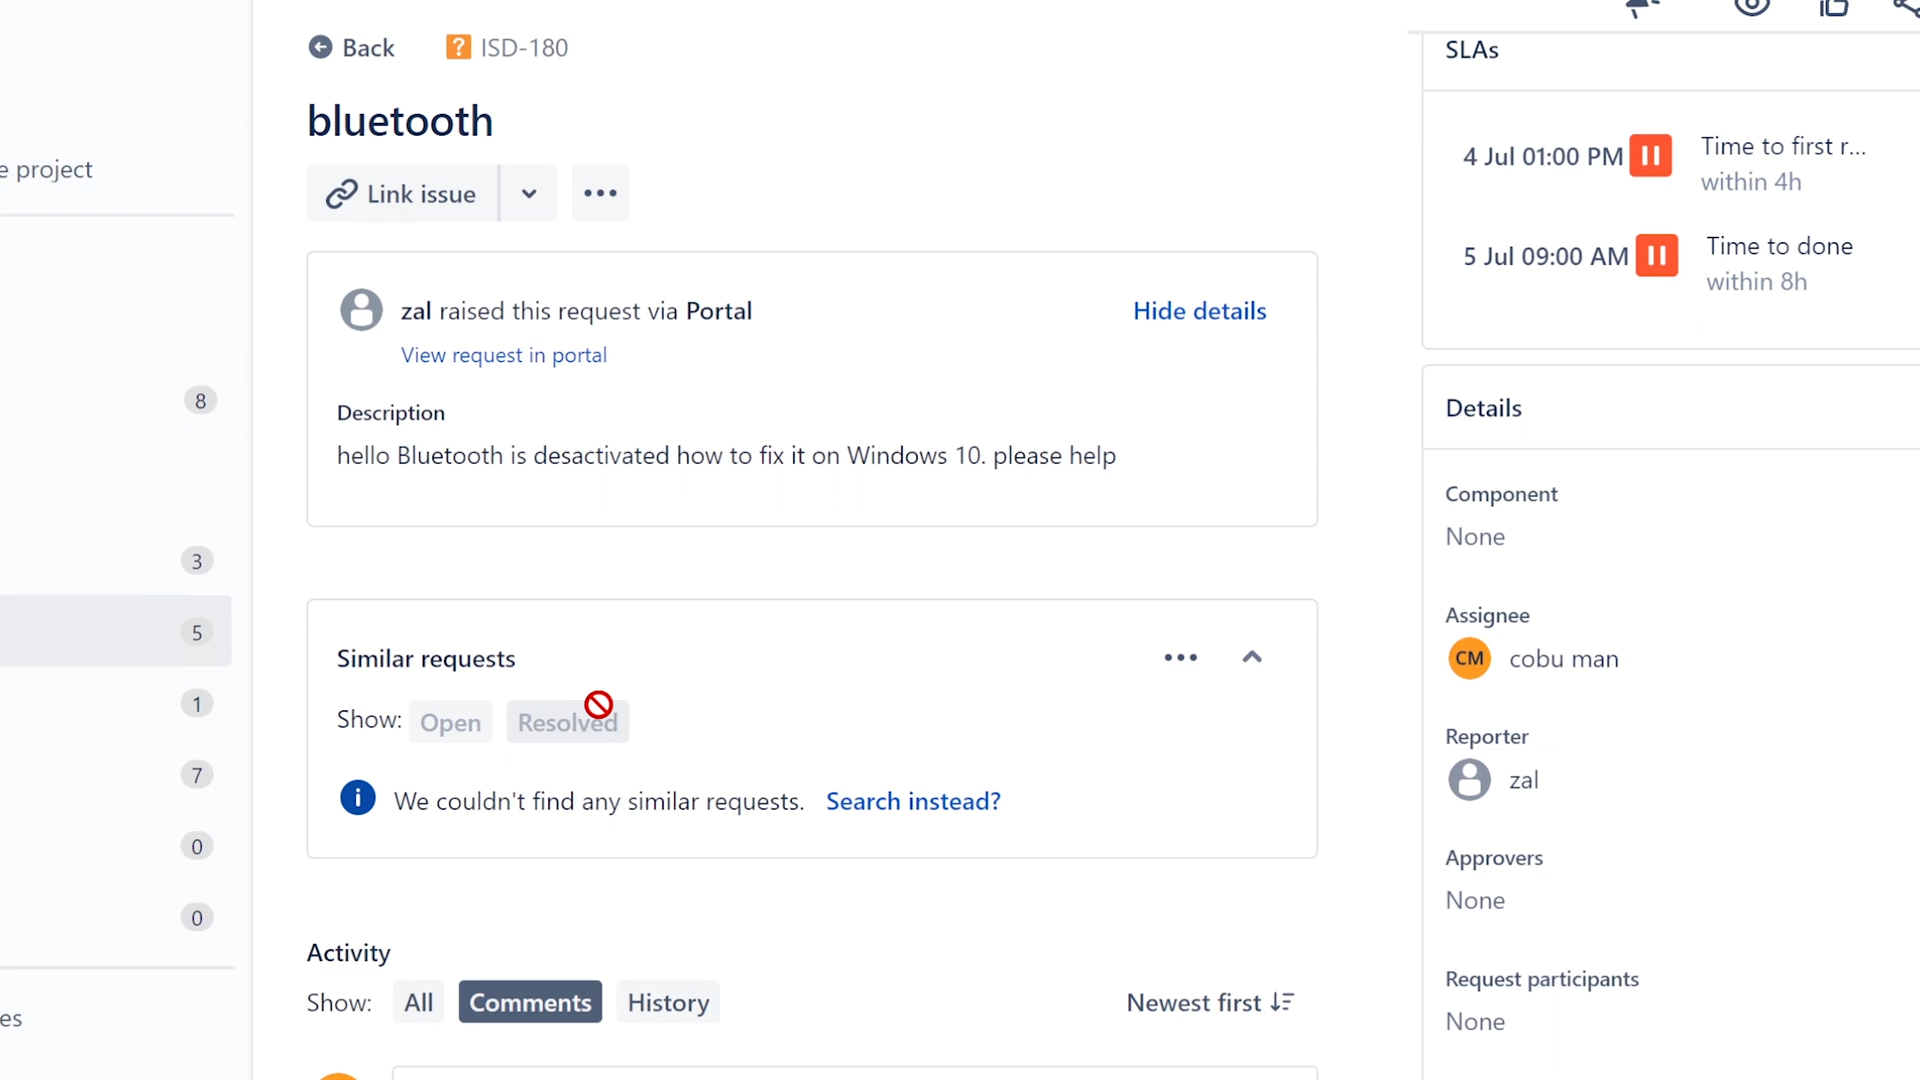 Back
? ISD-180
bluetooth
e project
Link issue
zal raised this request via Portal
Hide details
View request in portal
Description
hello Bluetooth is desactivated how to fix it on Windows 10. please help
8
3
5
1
7
0
0
es
Similar requests
Show: Open Resolved
We couldn't find any similar requests. Search instead?
Activity
Show: All Comments History
Newest first
SLAs
4 Jul 01:00 PM
Time to first r...
within 4h
5 Jul 09:00 AM
Time to done
within 8h
Details
Component
None
Assignee
CM cobu man
Reporter
zal
Approvers
None
Request participants
None